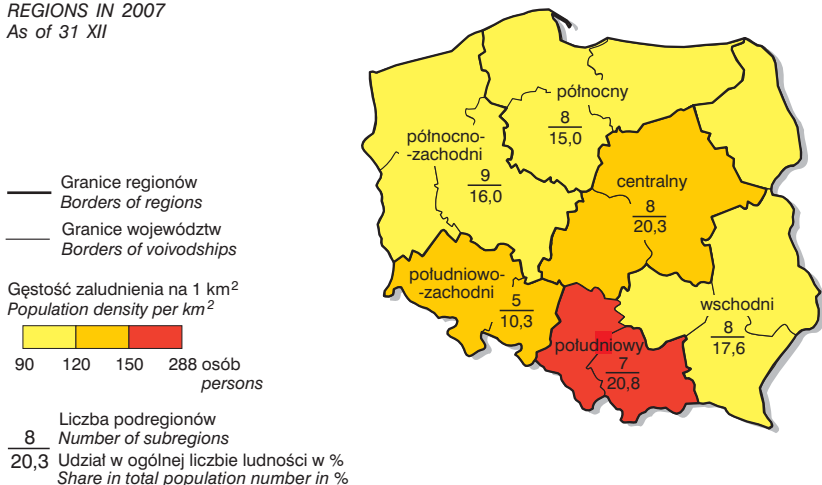 REGIONS IN 2007
As of 31 XII
północny
8
15,0
północno-
-zachodni
9
16,0
centralny
8
20,3
południowo-
-zachodni
5
10,3
wschodni
8
17,6
południowy
7
20,8
Granice regionów
Borders of regions
Granice województw
Borders of voivodships
Gęstość zaludnienia na 1 km²
Population density per km²
90 120 150 288 osób
persons
Liczba podregionów
8 Number of subregions
20,3 Udział w ogólnej liczbie ludności w %
Share in total population number in %